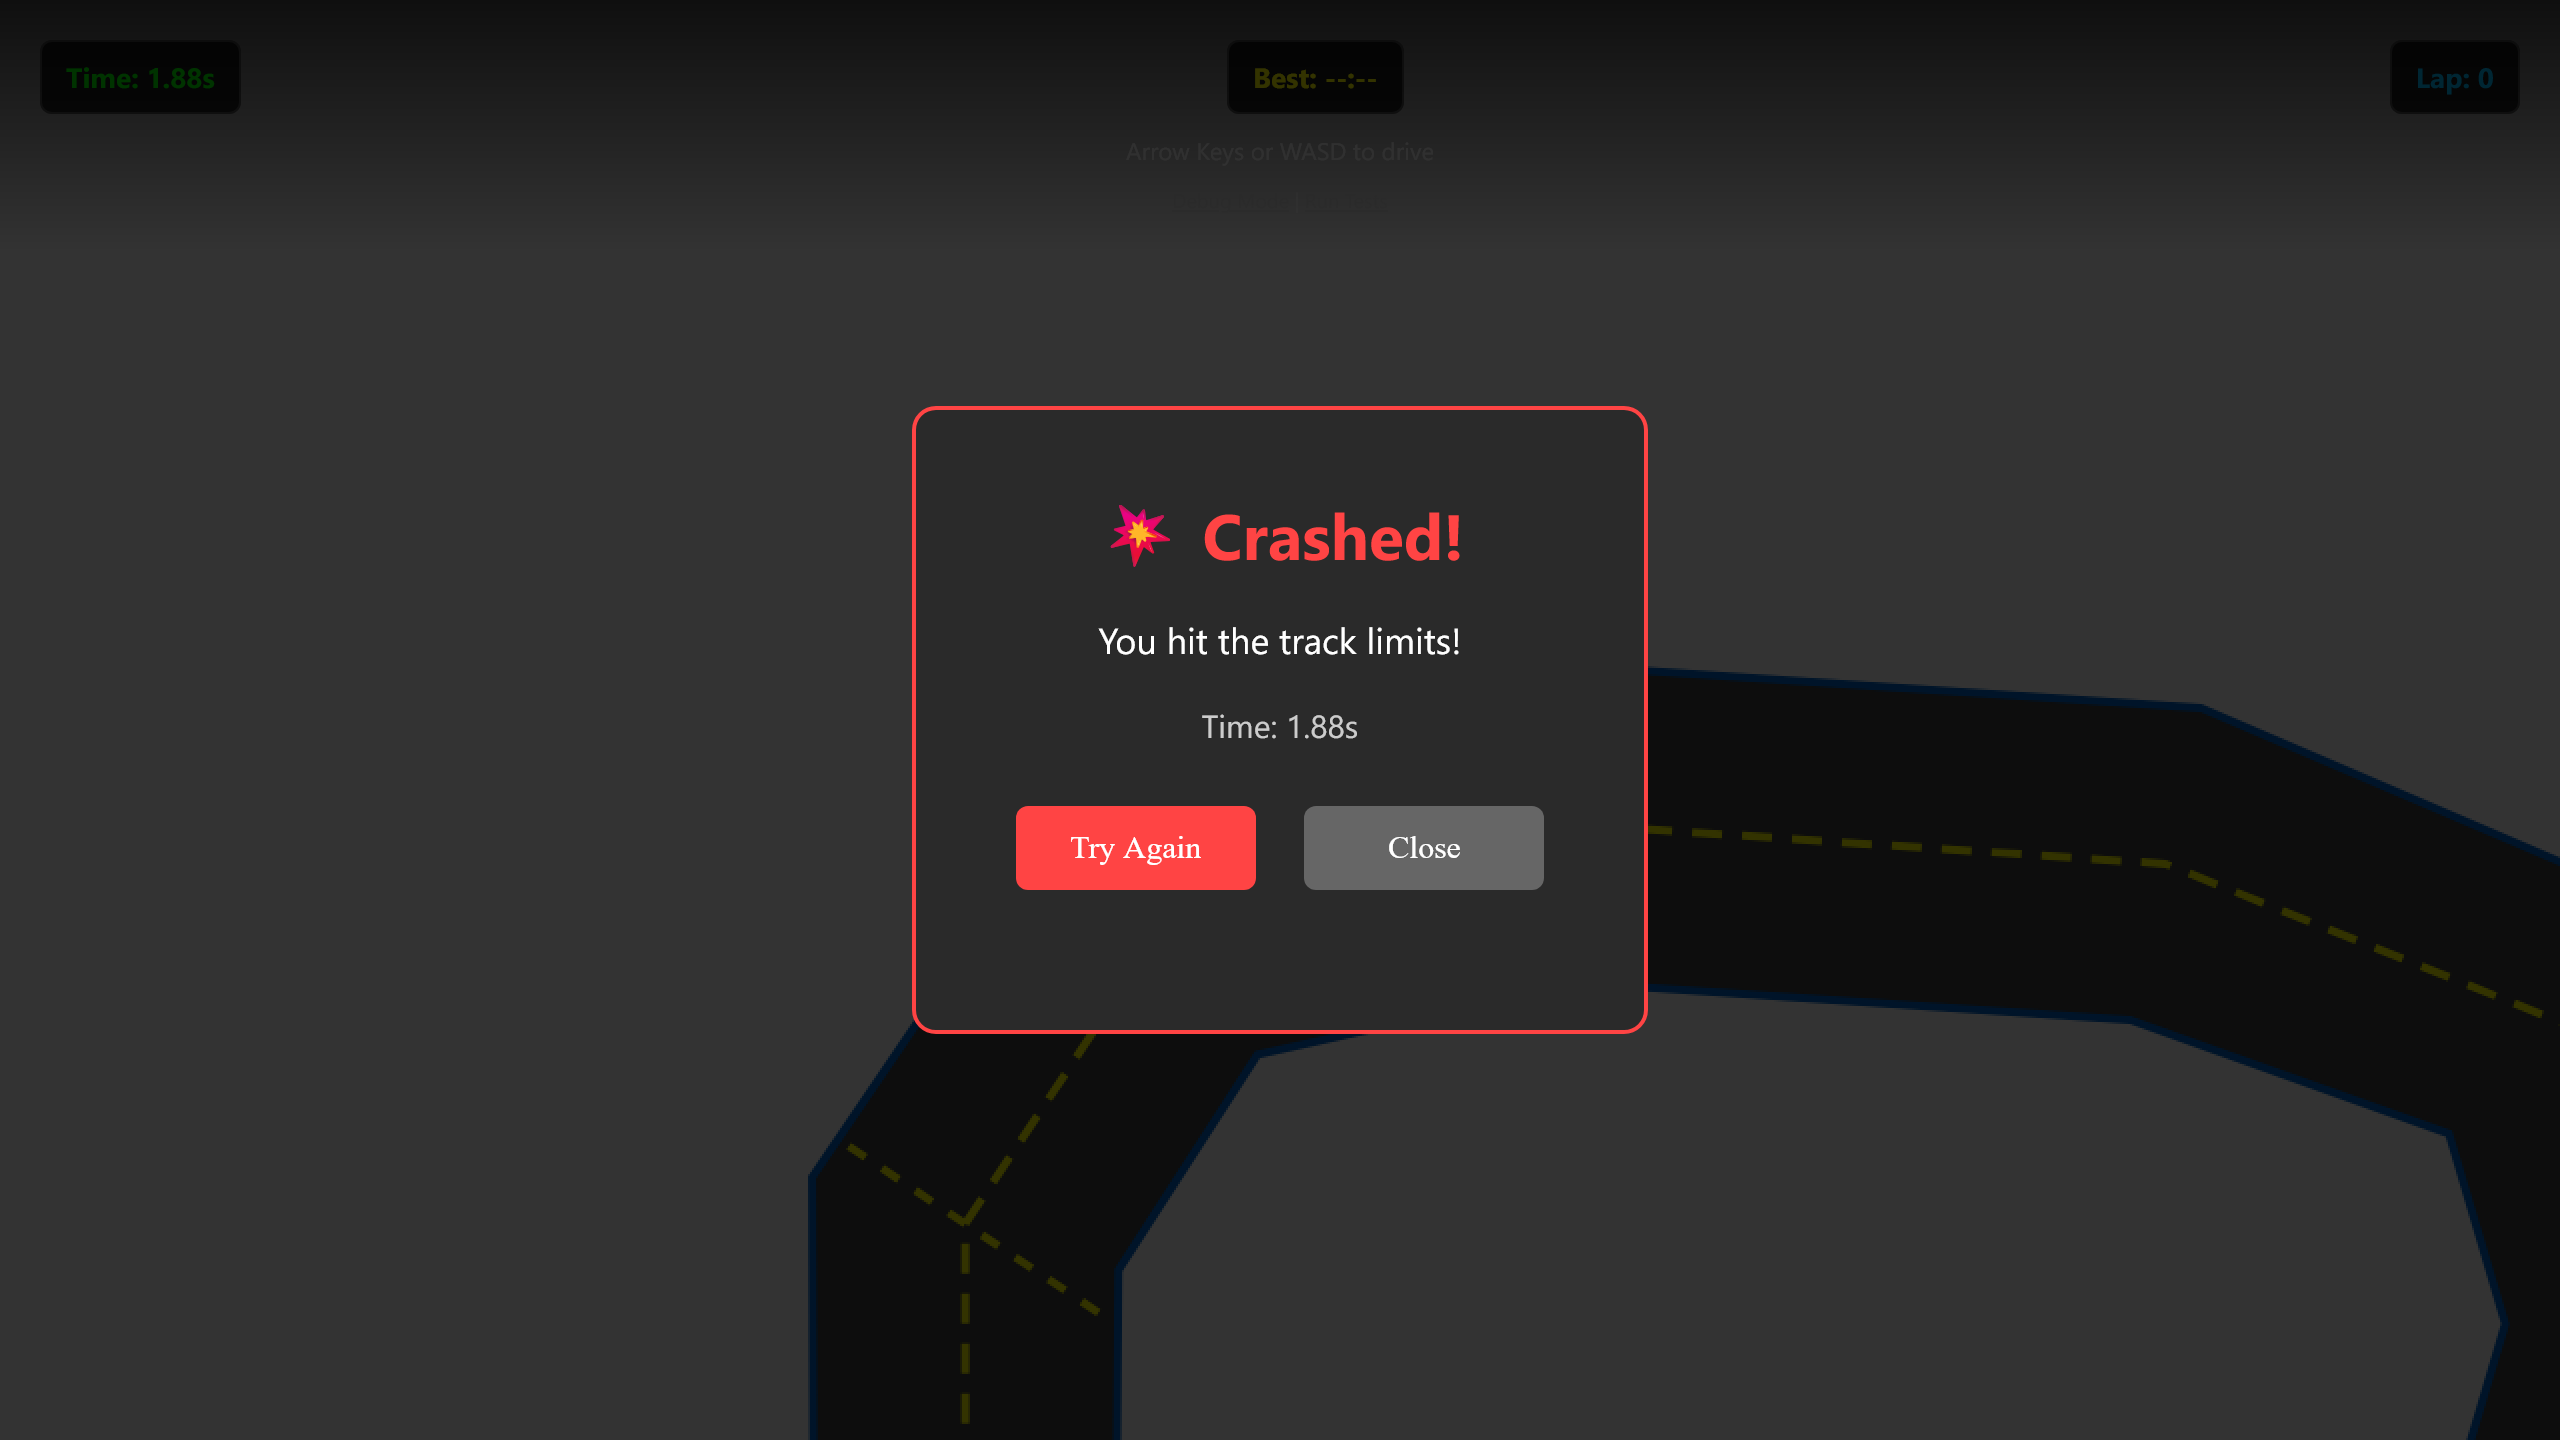 Time: 1.88s
Best: --:--
Lap: 0
Arrow Keys or WASD to drive
💥 Crashed!
You hit the track limits!
Time: 1.88s
Try Again
Close